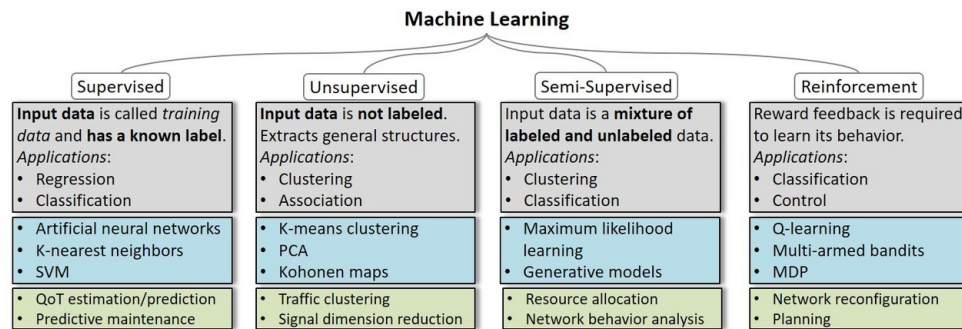 Machine Learning
Supervised
Input data is called training
data and has a known label.
Applications:
• Regression
• Classification
• Artificial neural networks
• K-nearest neighbors
• SVM
• QoT estimation/prediction
• Predictive maintenance
Unsupervised
Input data is not labeled.
Extracts general structures.
Applications:
• Clustering
• Association
• K-means clustering
• PCA
• Kohonen maps
• Traffic clustering
• Signal dimension reduction
Semi-Supervised
Input data is a mixture of
labeled and unlabeled data.
Applications:
• Clustering
• Classification
• Maximum likelihood
learning
• Generative models
• Resource allocation
• Network behavior analysis
Reinforcement
Reward feedback is required
to learn its behavior.
Applications:
• Classification
• Control
• Q-learning
• Multi-armed bandits
• MDP
• Network reconfiguration
• Planning